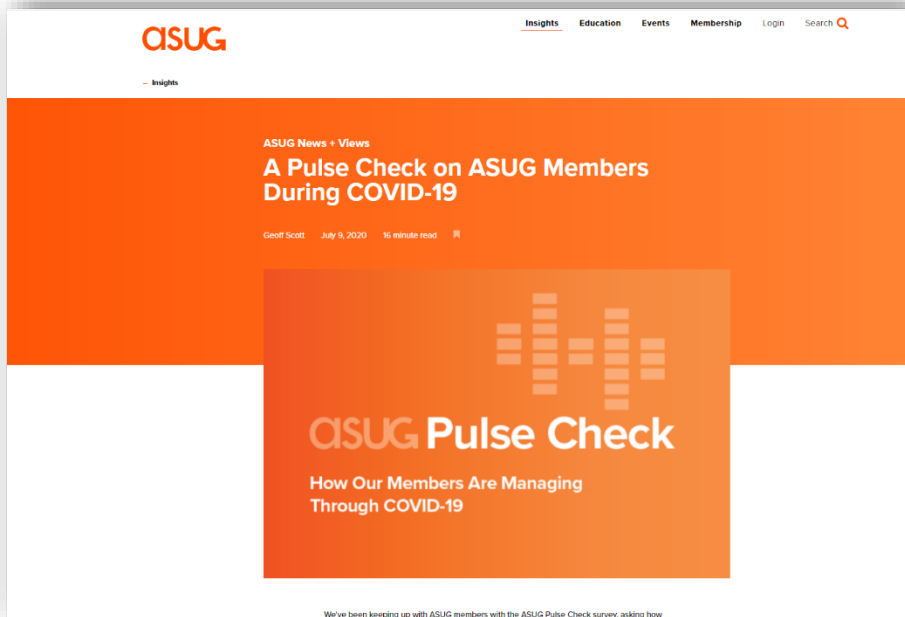 asug
Insights Education Events Membership Login Search
← Insights
ASUG News + Views
A Pulse Check on ASUG Members
During COVID-19
Geoff Scott July 9, 2020 16 minute read
asug Pulse Check
How Our Members Are Managing
Through COVID-19
We've been keeping up with ASUG members with the ASUG Pulse Check survey, asking how